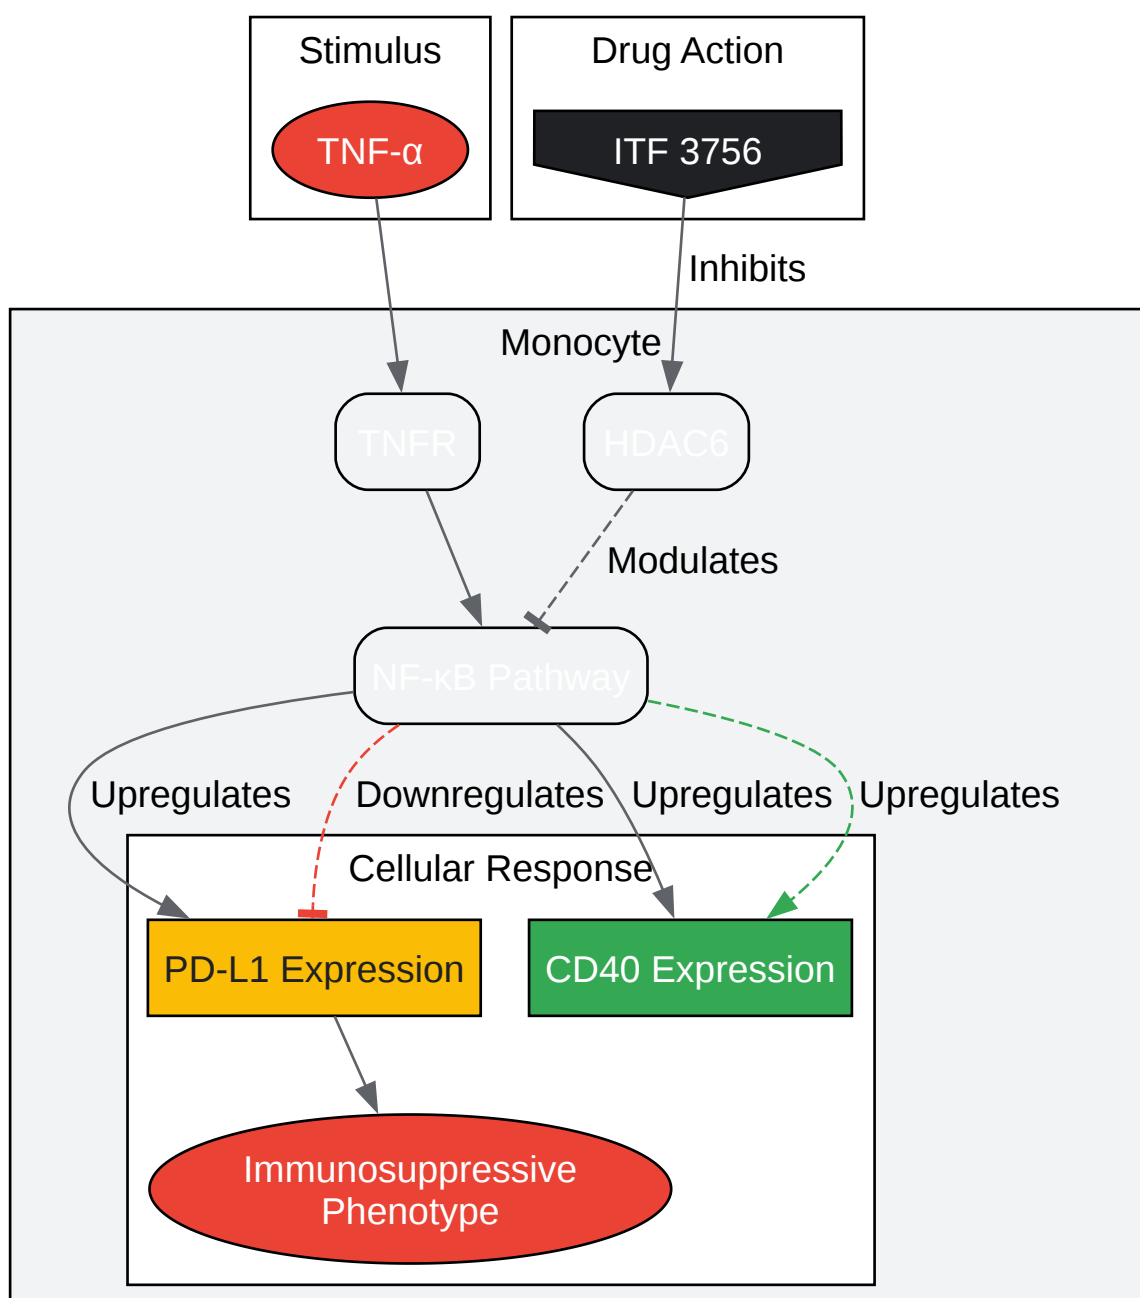 Stimulus
Drug Action
TNF-α
ITF 3756
Inhibits
Monocyte
TNFR
HDAC6
Modulates
NF-κB Pathway
Upregulates
Downregulates
Upregulates
Upregulates
Cellular Response
PD-L1 Expression
CD40 Expression
Immunosuppressive
Phenotype